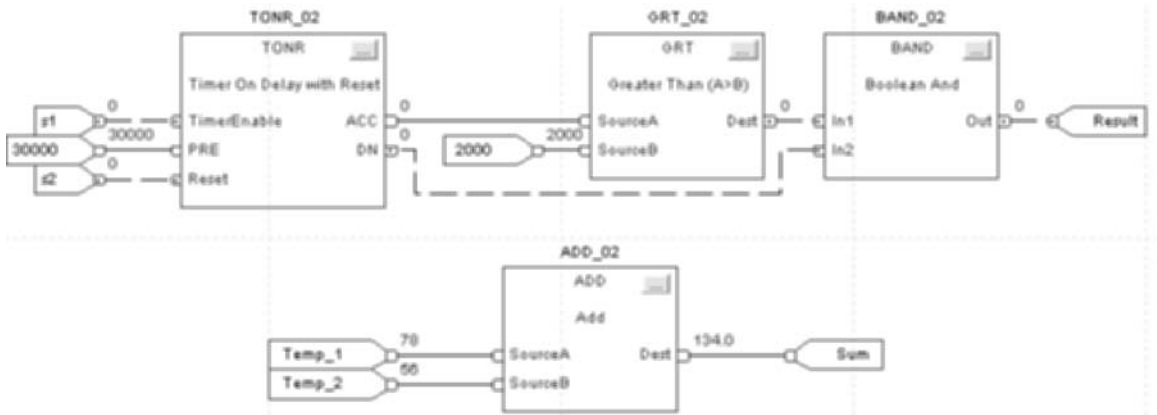 TONR_02 GRT_02 BAND_02
TONR ... GRT ... BAND ...
Timer On Delay with Reset Greater Than (A>B) Boolean And
s1 0 TimerEnable ACC 0 SourceA Dest 0 In1 Out 0 Result
30000 30000 PRE DN 0 2000 2000 SourceB In2
s2 0 Reset
ADD_02
ADD ...
Add
Temp_1 78 SourceA Dest 134.0 Sum
Temp_2 56 SourceB